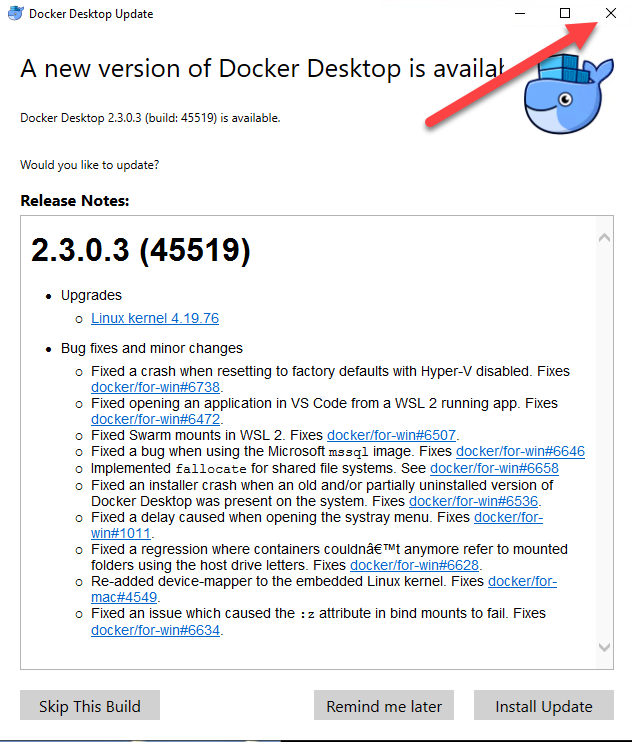 Docker Desktop Update
A new version of Docker Desktop is availa
Docker Desktop 2.3.0.3 (build: 45519) is available.
Would you like to update?
Release Notes:
2.3.0.3 (45519)
• Upgrades
o Linux kernel 4.19.76
• Bug fixes and minor changes
o Fixed a crash when resetting to factory defaults with Hyper-V disabled. Fixes
docker/for-win#6738.
o Fixed opening an application in VS Code from a WSL 2 running app. Fixes
docker/for-win#6472.
o Fixed Swarm mounts in WSL 2. Fixes docker/for-win#6507.
o Fixed a bug when using the Microsoft mssql image. Fixes docker/for-win#6646
o Implemented fallocate for shared file systems. See docker/for-win#6658
o Fixed an installer crash when an old and/or partially uninstalled version of
Docker Desktop was present on the system. Fixes docker/for-win#6536.
o Fixed a delay caused when opening the systray menu. Fixes docker/for-
win#1011.
o Fixed a regression where containers couldnâ€™t anymore refer to mounted
folders using the host drive letters. Fixes docker/for-win#6628.
o Re-added device-mapper to the embedded Linux kernel. Fixes docker/for-
mac#4549.
o Fixed an issue which caused the :z attribute in bind mounts to fail. Fixes
docker/for-win#6634.
Skip This Build
Remind me later
Install Update